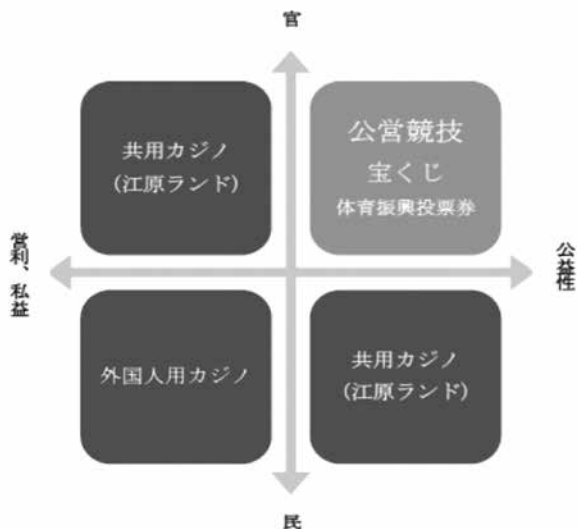 官
共用カジノ
(江原ランド)
公営競技
宝くじ
体育振興投票券
営利、私益
公益性
外国人用カジノ
共用カジノ
(江原ランド)
民